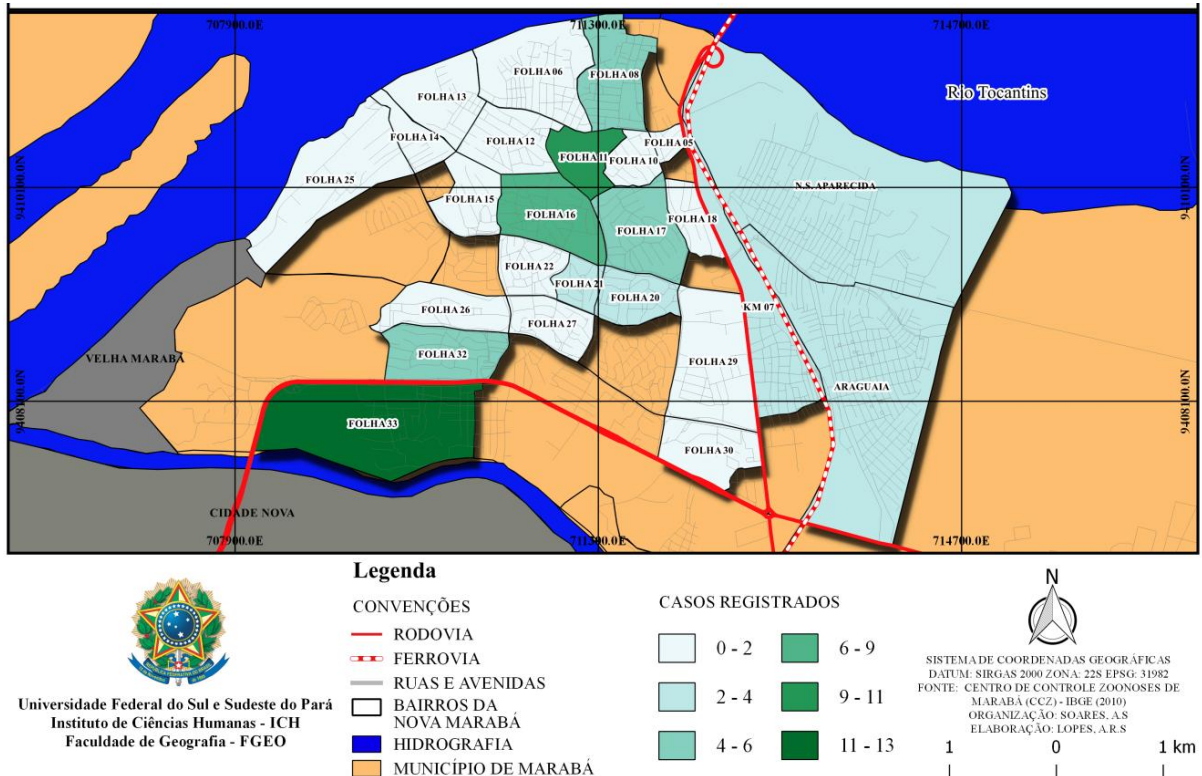 707900.0E
711300.0E
714700.0E
FOLHA 06
FOLHA 08
FOLHA 13
Rio Tocantins
FOLHA 14
FOLHA 12
FOLHA 05
FOLHA 11
FOLHA 10
FOLHA 25
N.S. APARECIDA
9410100.0N
9410100.0N
FOLHA 15
FOLHA 16
FOLHA 18
FOLHA 17
FOLHA 22
FOLHA 21
FOLHA 20
KM 07
FOLHA 26
FOLHA 27
VELHA MARABÁ
FOLHA 32
FOLHA 29
ARAGUAIA
9408100.0N
9408100.0N
FOLHA 33
FOLHA 30
CIDADE NOVA
707900.0E
711300.0E
714700.0E
Legenda
CONVENÇÕES
RODOVIA
FERROVIA
RUAS E AVENIDAS
BAIRROS DA
NOVA MARABÁ
HIDROGRAFIA
MUNICÍPIO DE MARABÁ
CASOS REGISTRADOS
0 - 2
6 - 9
2 - 4
9 - 11
4 - 6
11 - 13
Universidade Federal do Sul e Sudeste do Pará
Instituto de Ciências Humanas - ICH
Faculdade de Geografia - FGEO
N
SISTEMA DE COORDENADAS GEOGRÁFICAS
DATUM: SIRGAS 2000 ZONA: 22S EPSG: 31982
FONTE: CENTRO DE CONTROLE ZOONOSES DE
MARABÁ (CCZ) - IBGE (2010)
ORGANIZAÇÃO: SOARES, A.S
ELABORAÇÃO: LOPES, A.R.S
1 0 1 km